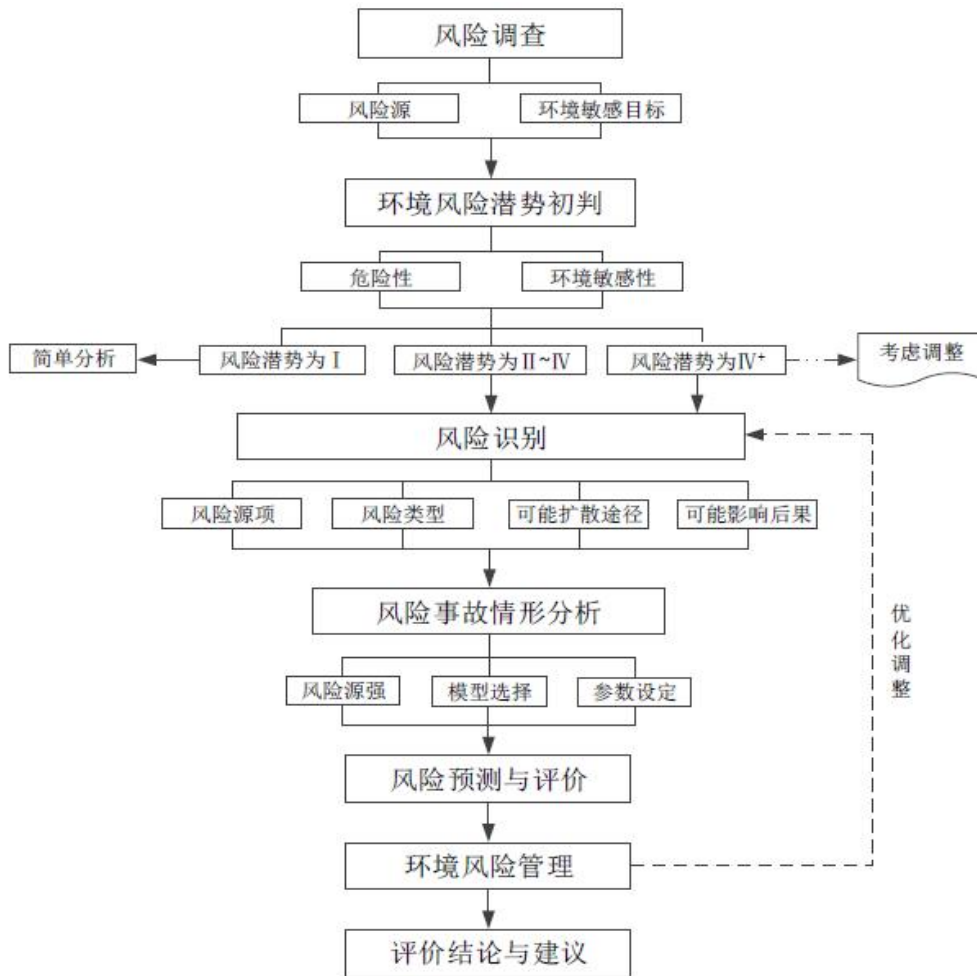 风险调查
风险源
环境敏感目标
环境风险潜势初判
危险性
环境敏感性
简单分析
风险潜势为Ⅰ
风险潜势为Ⅱ~Ⅳ
风险潜势为Ⅳ+
考虑调整
风险识别
风险源项
风险类型
可能扩散途径
可能影响后果
风险事故情形分析
优化调整
风险源强
模型选择
参数设定
风险预测与评价
环境风险管理
评价结论与建议